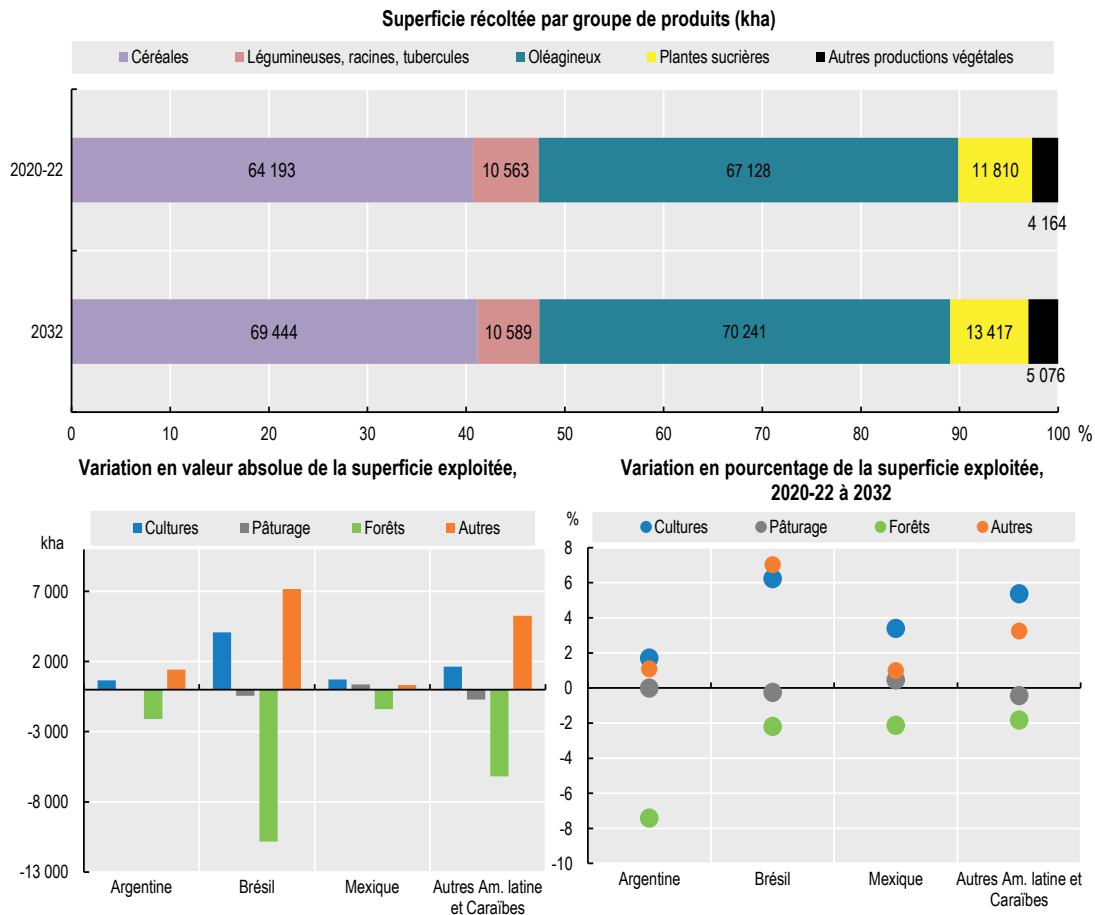 Superficie récoltée par groupe de produits (kha)
Céréales Légumineuses, racines, tubercules Oléagineux Plantes sucrières Autres productions végétales
2020-22 64 193 10 563 67 128 11 810
4 164
2032 69 444 10 589 70 241 13 417
5 076
0 10 20 30 40 50 60 70 80 90 100 %
Variation en valeur absolue de la superficie exploitée,
Cultures Pâturage Forêts Autres
kha
7 000
2 000
-3 000
-8 000
-13 000
Argentine Brésil Mexique Autres Am. latine
et Caraïbes
Variation en pourcentage de la superficie exploitée,
2020-22 à 2032
%
Cultures Pâturage Forêts Autres
8
6
4
2
0
-2
-4
-6
-8
-10
Argentine Brésil Mexique Autres Am. latine et
Caraïbes